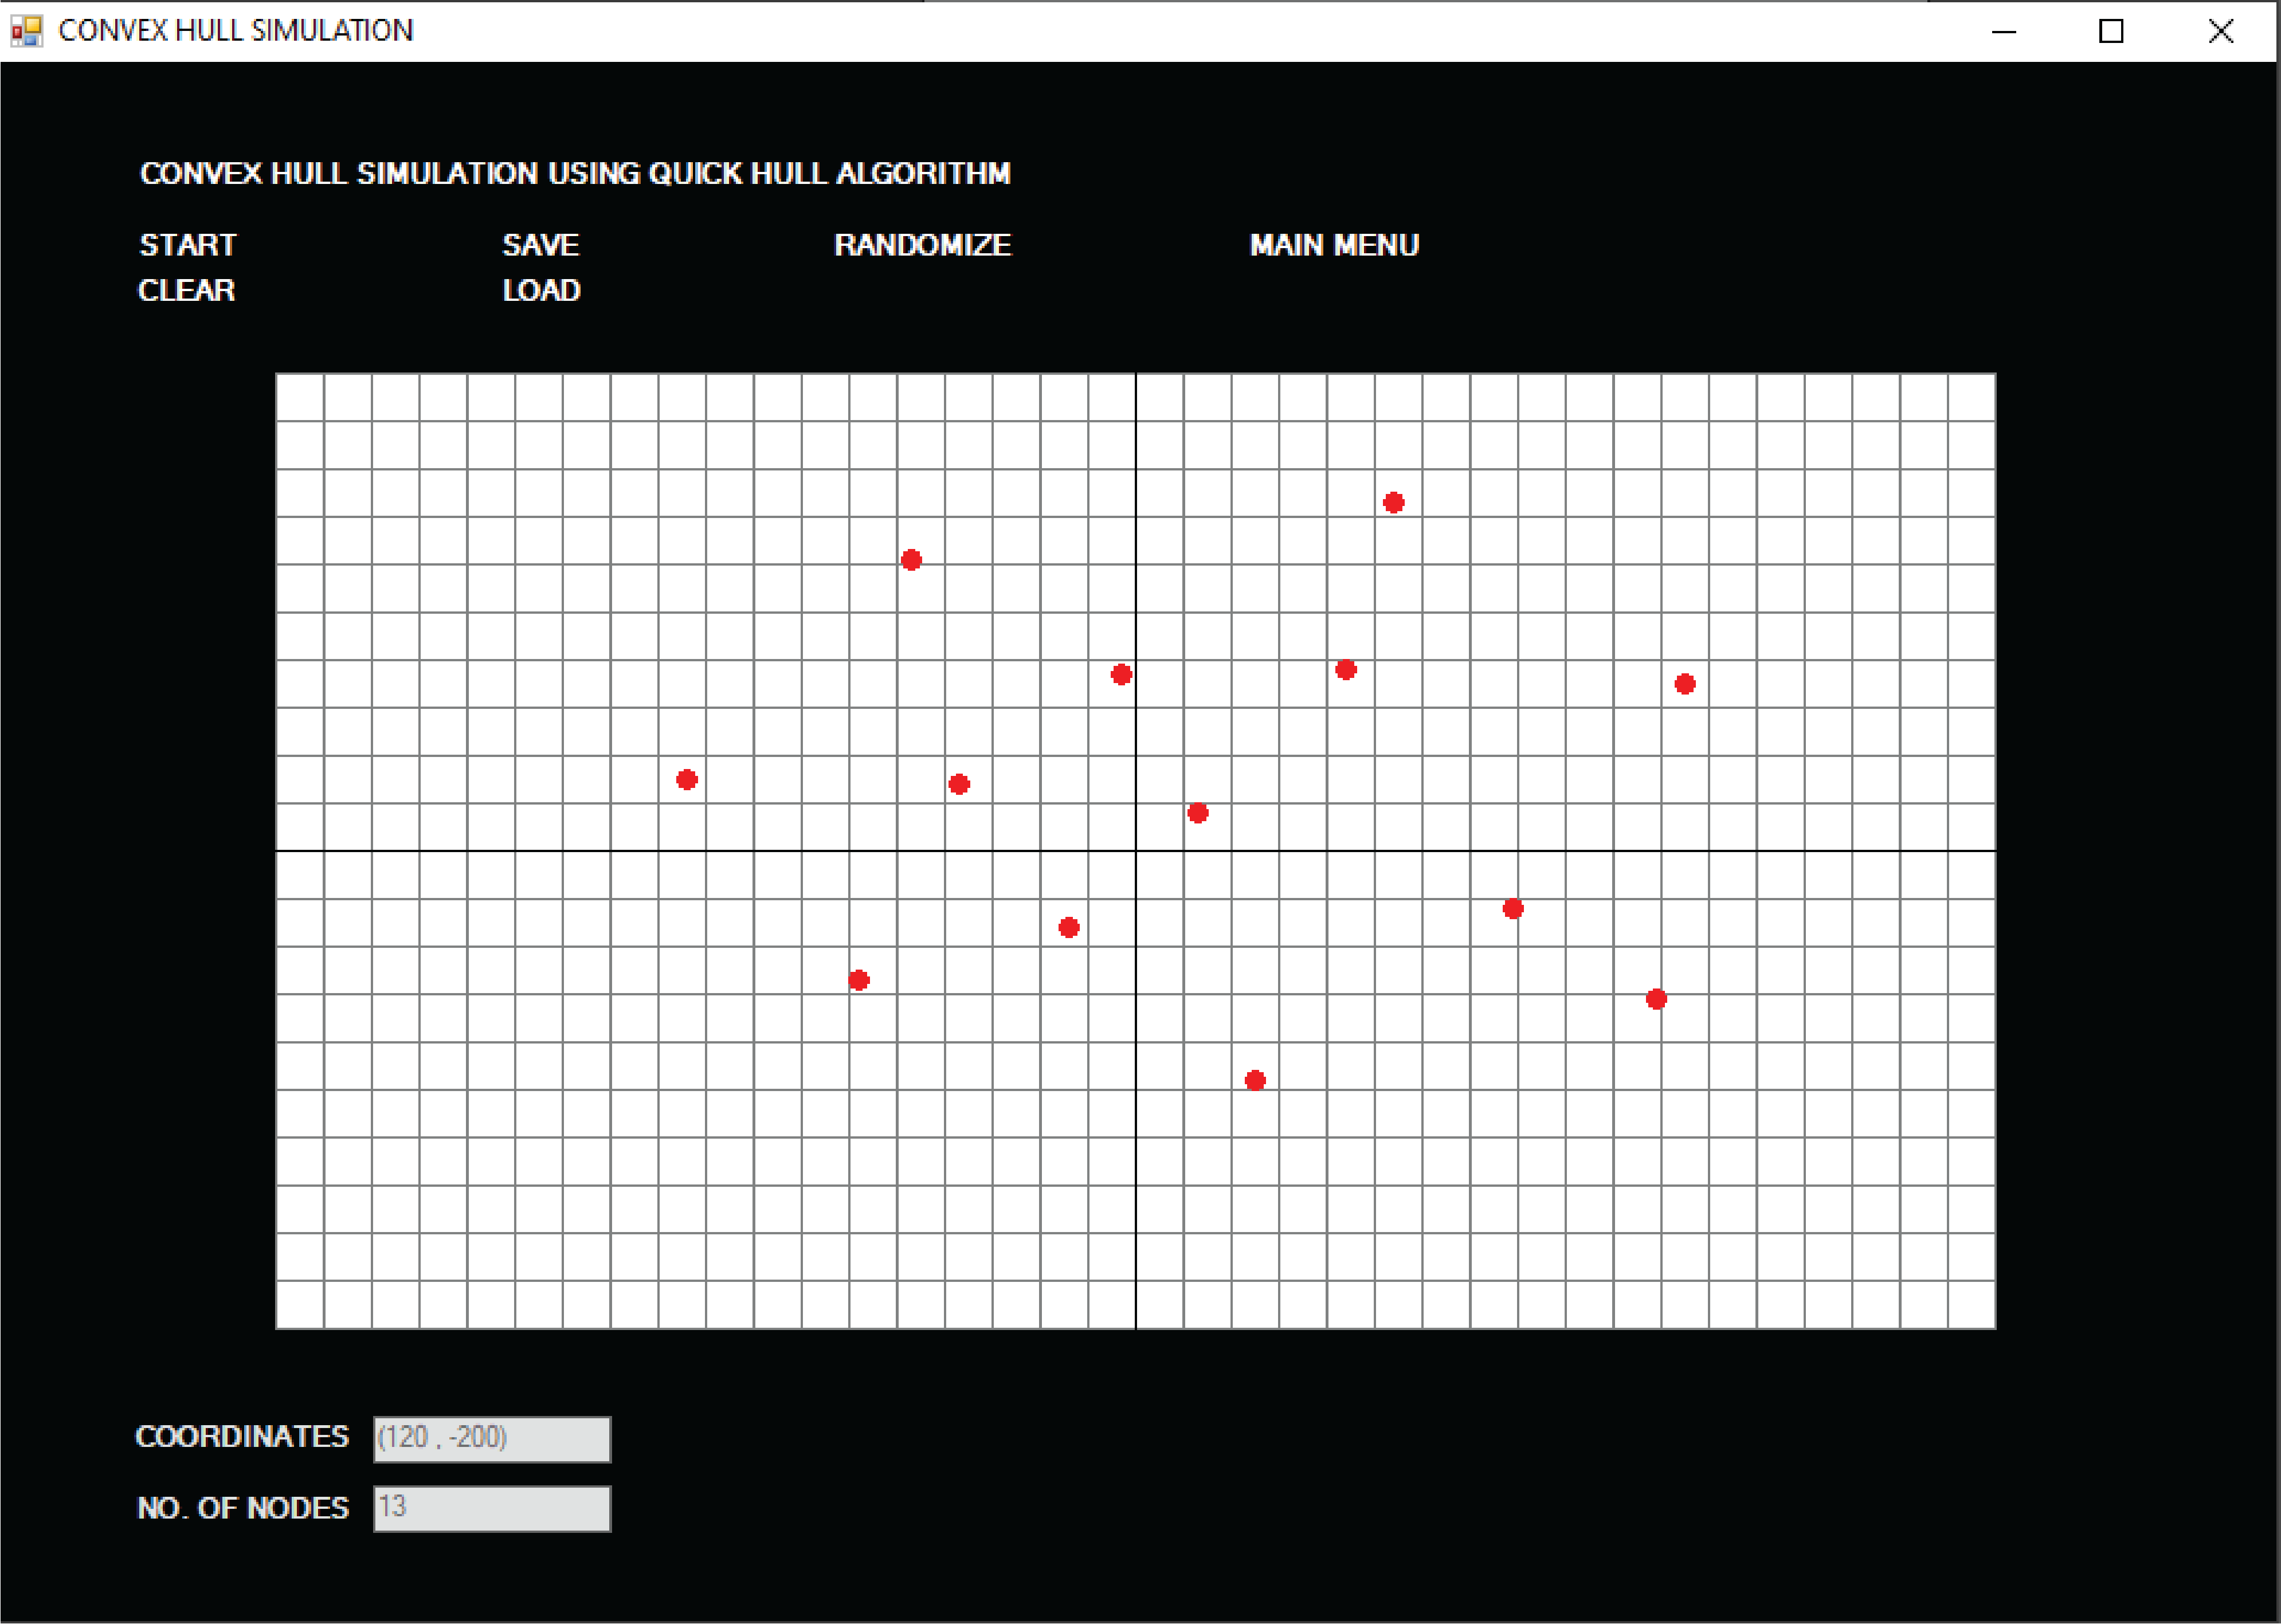 CONVEX HULL SIMULATION
CONVEX HULL SIMULATION USING QUICK HULL ALGORITHM
START SAVE RANDOMIZE MAIN MENU
CLEAR LOAD
COORDINATES (120 , -200)
NO. OF NODES 13